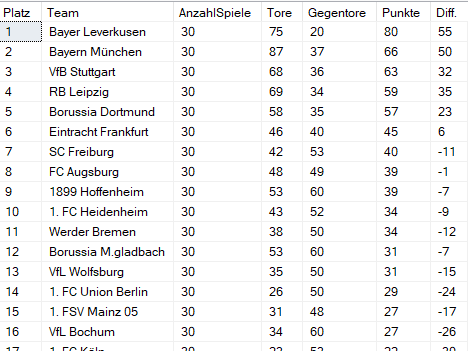 Platz Team AnzahlSpiele Tore Gegentore Punkte Diff.
1 Bayer Leverkusen 30 75 20 80 55
2 Bayern München 30 87 37 66 50
3 VfB Stuttgart 30 68 36 63 32
4 RB Leipzig 30 69 34 59 35
5 Borussia Dortmund 30 58 35 57 23
6 Eintracht Frankfurt 30 46 40 45 6
7 SC Freiburg 30 42 53 40 -11
8 FC Augsburg 30 48 49 39 -1
9 1899 Hoffenheim 30 53 60 39 -7
10 1. FC Heidenheim 30 43 52 34 -9
11 Werder Bremen 30 38 50 34 -12
12 Borussia M.gladbach 30 53 60 31 -7
13 VfL Wolfsburg 30 35 50 31 -15
14 1. FC Union Berlin 30 26 50 29 -24
15 1. FSV Mainz 05 30 31 48 27 -17
16 VfL Bochum 30 34 60 27 -26
17 1. FC Köln 30